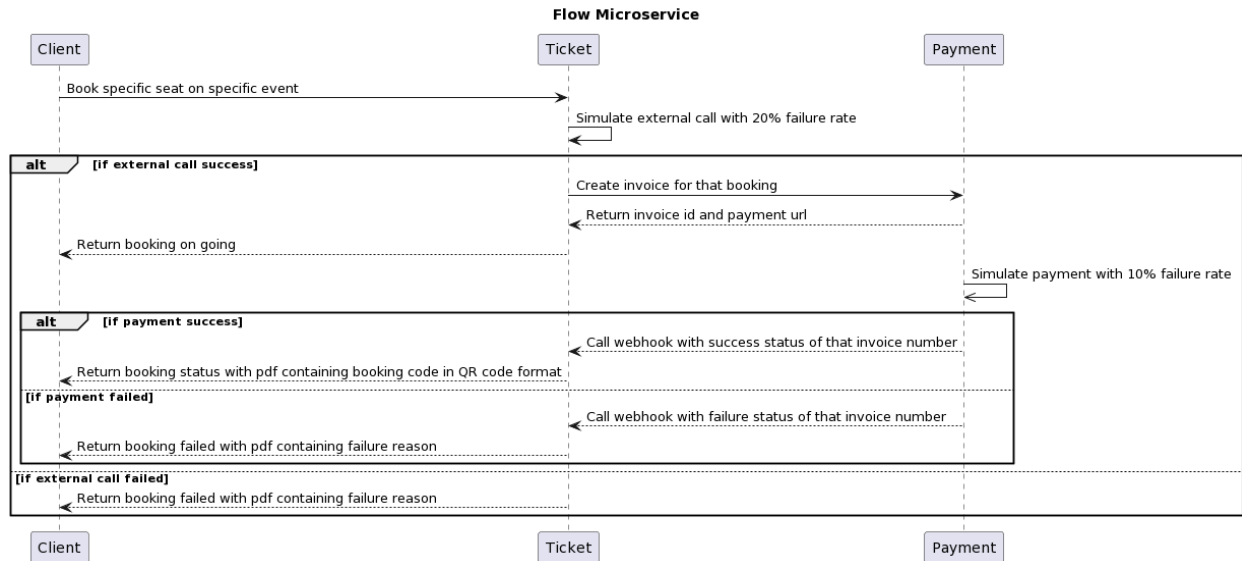 Flow Microservice
Client
Ticket
Payment
Book specific seat on specific event
Simulate external call with 20% failure rate
alt
[if external call success]
Create invoice for that booking
Return invoice id and payment url
Return booking on going
Simulate payment with 10% failure rate
alt
[if payment success]
Call webhook with success status of that invoice number
Return booking status with pdf containing booking code in QR code format
[if payment failed]
Call webhook with failure status of that invoice number
Return booking failed with pdf containing failure reason
[if external call failed]
Return booking failed with pdf containing failure reason
Client
Ticket
Payment